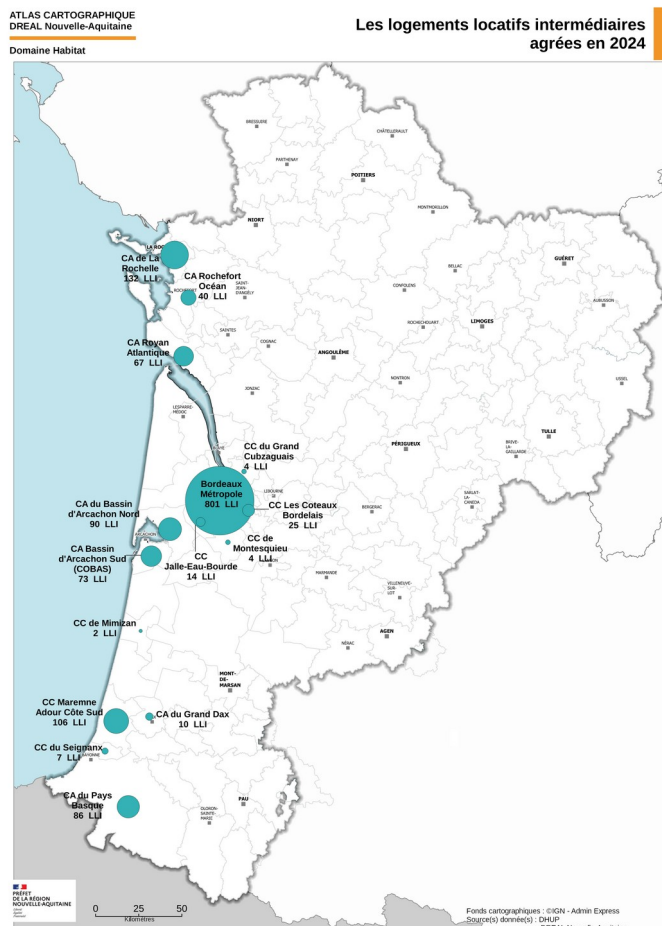 ATLAS CARTOGRAPHIQUE
DREAL Nouvelle-Aquitaine
Domaine Habitat
Les logements locatifs intermédiaires
agrées en 2024
BRESSUIRE
CHÂTELLERAULT
PARTHENAY
POITIERS
MONTMORILLON
NIORT
LA ROC
CA de La
Rochelle
132 LLI
BELLAC
GUÉRET
CA Rochefort
Océan
40 LLI
ROCHEFORT
SAINT-
JEAN-
D'ANGÉLY
CONFOLENS
AUBUSSON
ROCHECHOUART
LIMOGES
SAINTES
COGNAC
CA Royan
Atlantique
67 LLI
ANGOULÊME
NONTRON
USSEL
JONZAC
LESPARRE-
MÉDOC
TULLE
PÉRIGUEUX
BRIVE-
LA-
GAILLARDE
BLAYE
CC du Grand
Cubzaguais
4 LLI
Bordeaux
Métropole
801 LLI
LIBOURNE
SARLAT-
LA-
CANÉDA
CA du Bassin
d'Arcachon Nord
90 LLI
CC Les Coteaux
Bordelais
25 LLI
BERGERAC
ARCACHON
CC de
Montesquieu
4 LLI
CA Bassin
d'Arcachon Sud
(COBAS)
73 LLI
CC
Jalle-Eau-Bourde
14 LLI
MARMANDE
VILLENEUVE-
SUR-
LOT
CC de Mimizan
2 LLI
AGEN
NÉRAC
MONT-
DE-
MARSAN
CC Maremne
Adour Côte Sud
106 LLI
CA du Grand Dax
10 LLI
CC du Seignanx
7 LLI
BAYONNE
CA du Pays
Basque
86 LLI
PAU
OLORON-
SAINTE-
MARIE
PRÉFET
DE LA RÉGION
NOUVELLE-AQUITAINE
Liberté
Égalité
Fraternité
0 25 50
Kilomètres
Fonds cartographiques : ©IGN - Admin Express
Source(s) donnée(s) : DHUP